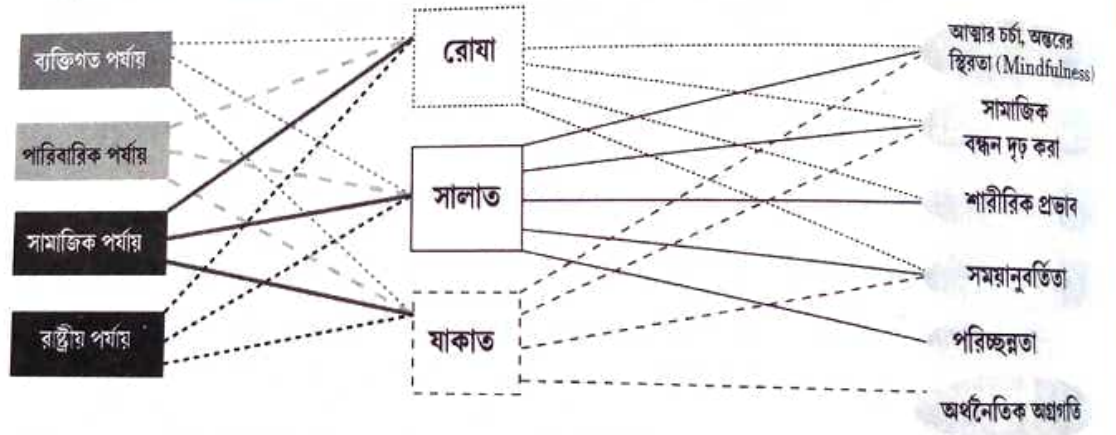 ব্যক্তিগত পর্যায়
পারিবারিক পর্যায়
সামাজিক পর্যায়
রাষ্ট্রীয় পর্যায়
রোযা
সালাত
যাকাত
আত্মার চর্চা, অন্তরের
স্থিরতা (Mindfulness)
সামাজিক
বন্ধন দৃঢ় করা
শারীরিক প্রভাব
সময়ানুবর্তিতা
পরিচ্ছন্নতা
অর্থনৈতিক অগ্রগতি